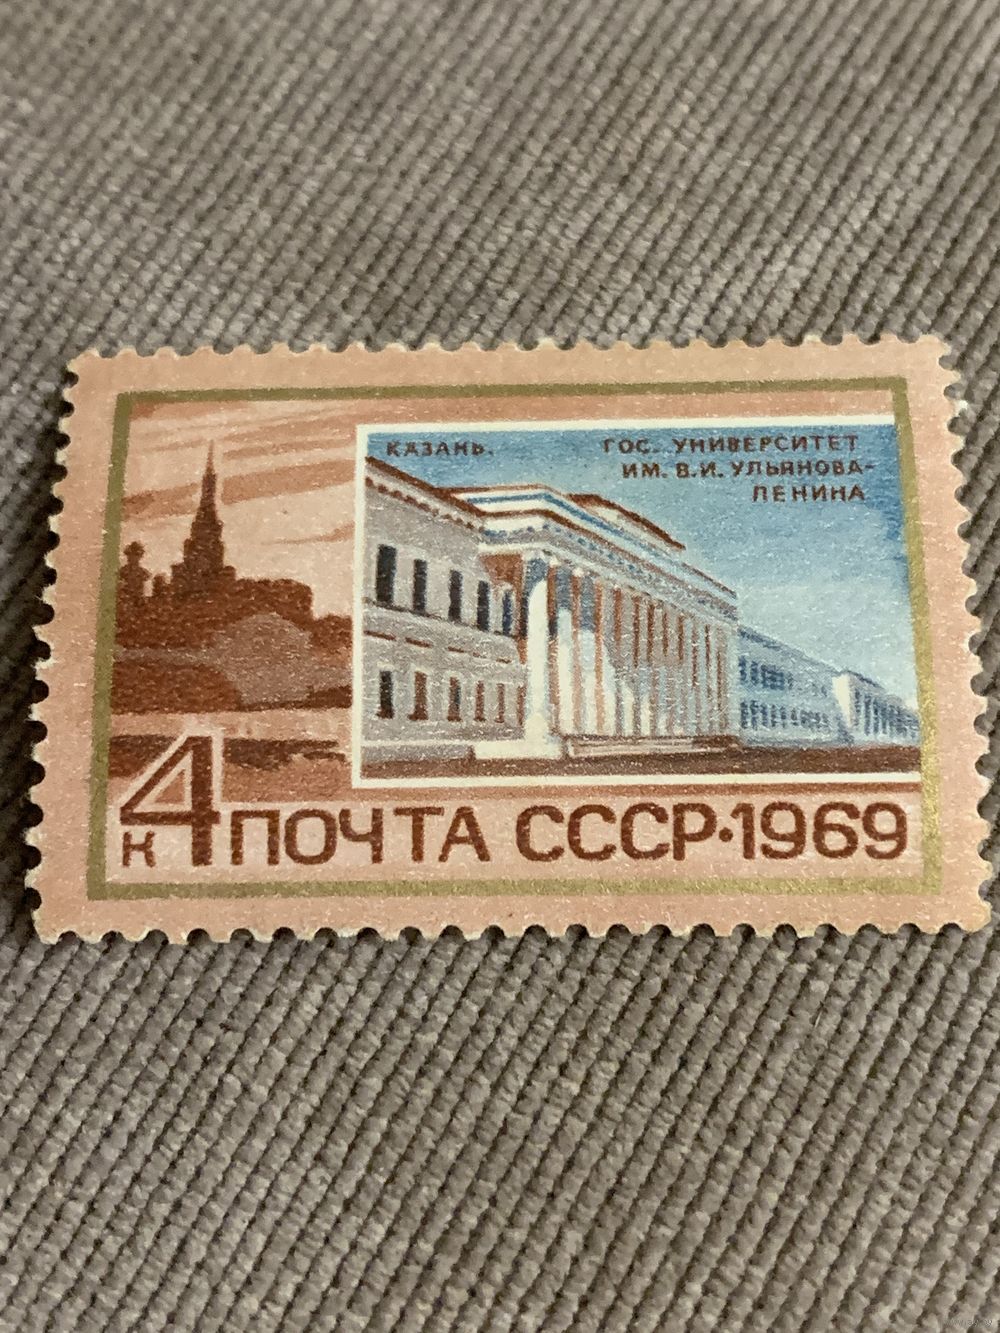 КАЗАНЬ.
ГОС. УНИВЕРСИТЕТ
ИМ. В.И. УЛЬЯНОВА-
ЛЕНИНА
4 К
ПОЧТА СССР·1969